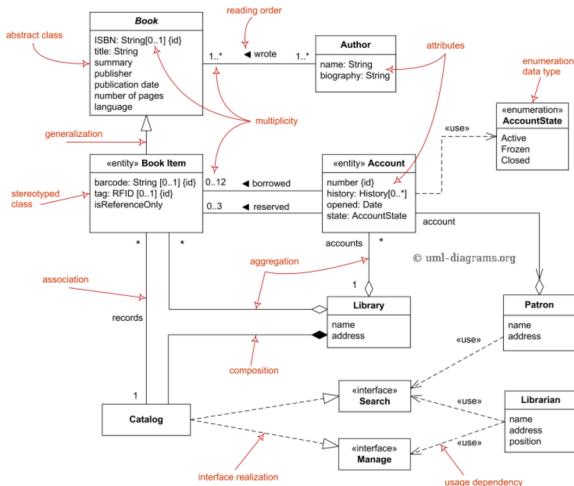 reading order
Book
abstract class
ISBN: String[0..1] {id}
title: String
summary
publisher
publication date
number of pages
language
1..*
◄ wrote
1..*
Author
name: String
biography: String
attributes
enumeration
data type
«enumeration»
AccountState
Active
Frozen
Closed
«use»
generalization
multiplicity
«entity» Book Item
barcode: String [0..1] {id}
tag: RFID [0..1] {id}
isReferenceOnly
stereotyped
class
0..12
◄ borrowed
0..3
◄ reserved
«entity» Account
number {id}
history: History[0..*]
opened: Date
state: AccountState
account
*
*
accounts
*
© uml-diagrams.org
aggregation
association
1
Library
name
address
Patron
name
address
records
composition
«use»
1
Catalog
«interface»
Search
«use»
Librarian
name
address
position
«interface»
Manage
«use»
interface realization
usage dependency